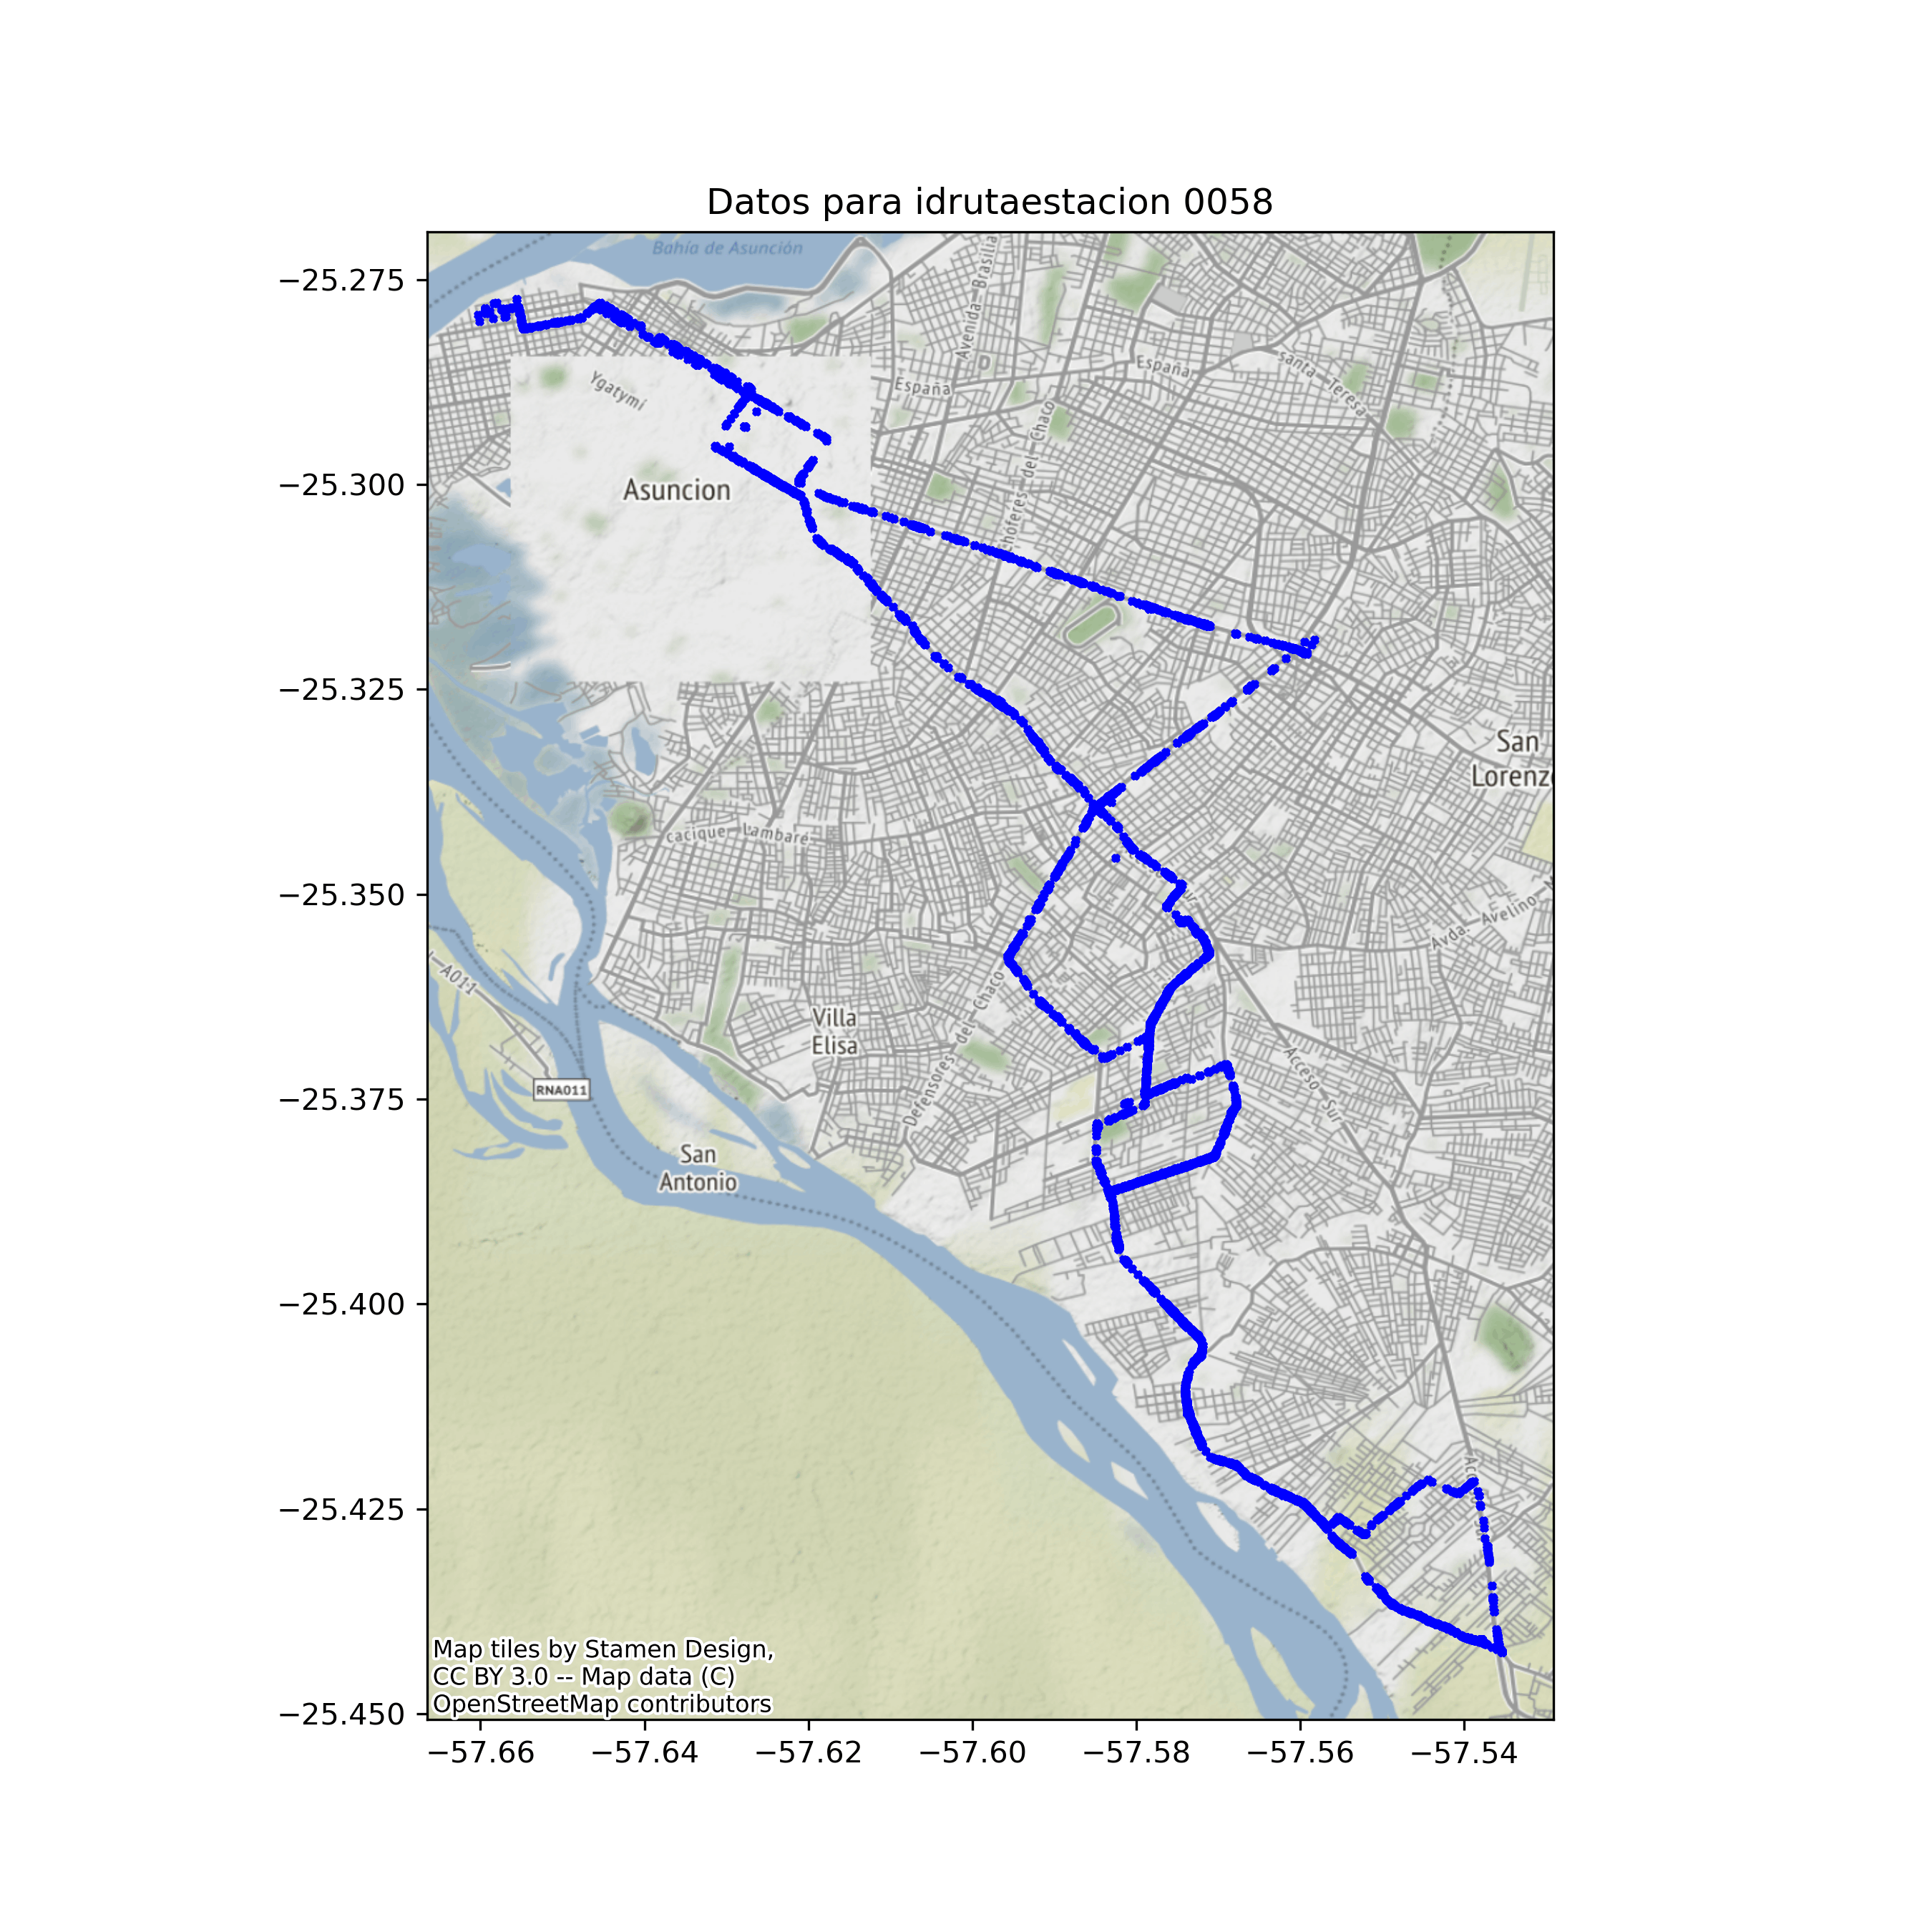 Datos para idrutaestacion 0058
Bahía de Asunción
−25.275
Avenida Brasilia
D
España
España
santa Teresa
Ygatymí
−25.300
Asuncion
choferes del Chaco
−25.325
San
Lorenzo
cacique Lambaré
−25.350
Avda. Avelino
A011
Defensores del Chaco
Villa
Elisa
Acceso Sur
RNA011
−25.375
San
Antonio
−25.400
−25.425
Map tiles by Stamen Design,
CC BY 3.0 -- Map data (C)
OpenStreetMap contributors
−25.450
−57.66 −57.64 −57.62 −57.60 −57.58 −57.56 −57.54